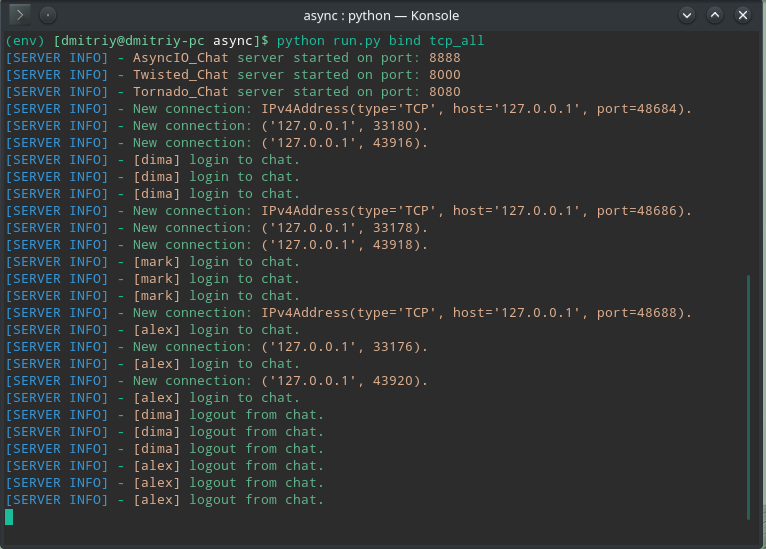 async : python — Konsole
(env) [dmitriy@dmitriy-pc async]$ python run.py bind tcp_all
[SERVER INFO] - AsyncIO_Chat server started on port: 8888
[SERVER INFO] - Twisted_Chat server started on port: 8000
[SERVER INFO] - Tornado_Chat server started on port: 8080
[SERVER INFO] - New connection: IPv4Address(type='TCP', host='127.0.0.1', port=48684).
[SERVER INFO] - New connection: ('127.0.0.1', 33180).
[SERVER INFO] - New connection: ('127.0.0.1', 43916).
[SERVER INFO] - [dima] login to chat.
[SERVER INFO] - [dima] login to chat.
[SERVER INFO] - [dima] login to chat.
[SERVER INFO] - New connection: IPv4Address(type='TCP', host='127.0.0.1', port=48686).
[SERVER INFO] - New connection: ('127.0.0.1', 33178).
[SERVER INFO] - New connection: ('127.0.0.1', 43918).
[SERVER INFO] - [mark] login to chat.
[SERVER INFO] - [mark] login to chat.
[SERVER INFO] - [mark] login to chat.
[SERVER INFO] - New connection: IPv4Address(type='TCP', host='127.0.0.1', port=48688).
[SERVER INFO] - [alex] login to chat.
[SERVER INFO] - New connection: ('127.0.0.1', 33176).
[SERVER INFO] - [alex] login to chat.
[SERVER INFO] - New connection: ('127.0.0.1', 43920).
[SERVER INFO] - [alex] login to chat.
[SERVER INFO] - [dima] logout from chat.
[SERVER INFO] - [dima] logout from chat.
[SERVER INFO] - [dima] logout from chat.
[SERVER INFO] - [alex] logout from chat.
[SERVER INFO] - [alex] logout from chat.
[SERVER INFO] - [alex] logout from chat.